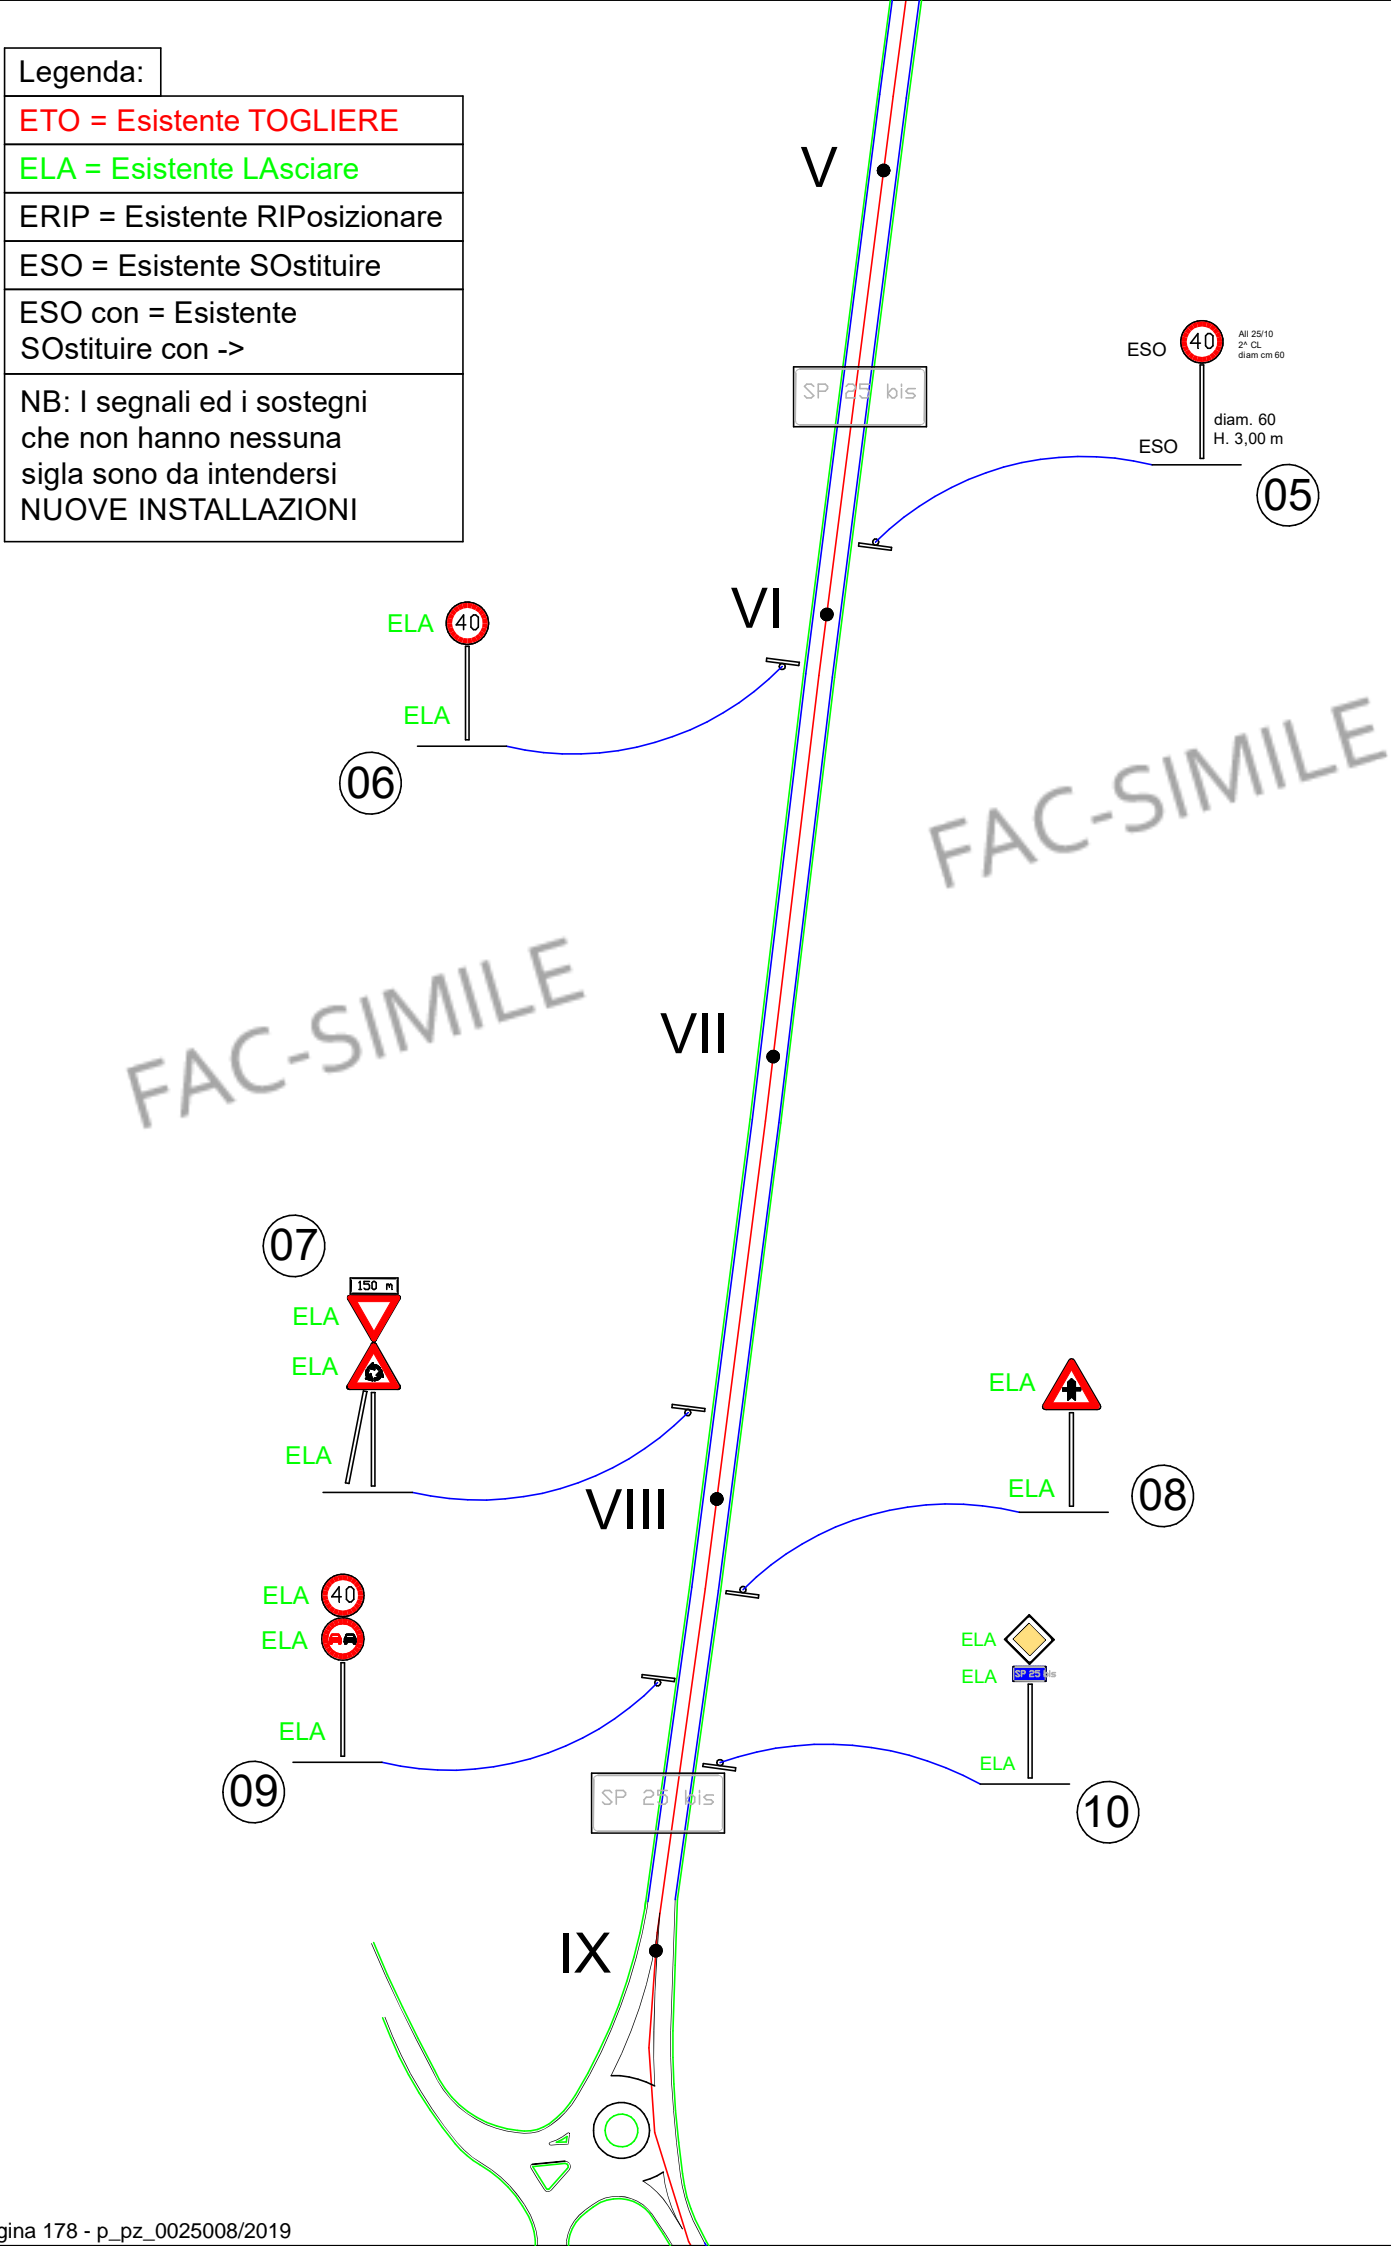 Legenda:
ETO = Esistente TOGLIERE
ELA = Esistente LAsciare
ERIP = Esistente RIPosizionare
ESO = Esistente SOstituire
ESO con = Esistente
SOstituire con ->
NB: I segnali ed i sostegni
che non hanno nessuna
sigla sono da intendersi
NUOVE INSTALLAZIONI
V
SP 25 bis
ESO
40
All 25/10
2^ CL
diam cm 60
diam. 60
H. 3,00 m
ESO
05
VI
ELA
40
ELA
06
FAC-SIMILE
FAC-SIMILE
VII
07
150 m
ELA
ELA
ELA
VIII
ELA
ELA
08
ELA
40
ELA
ELA
09
ELA
ELA
SP 25 bis
ELA
10
SP 25 bis
IX
gina 178 - p_pz_0025008/2019